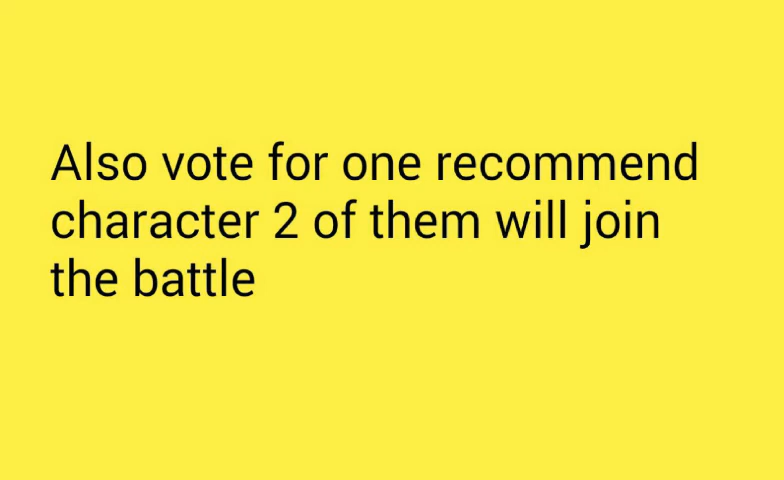 Also vote for one recommend
character 2 of them will join
the battle